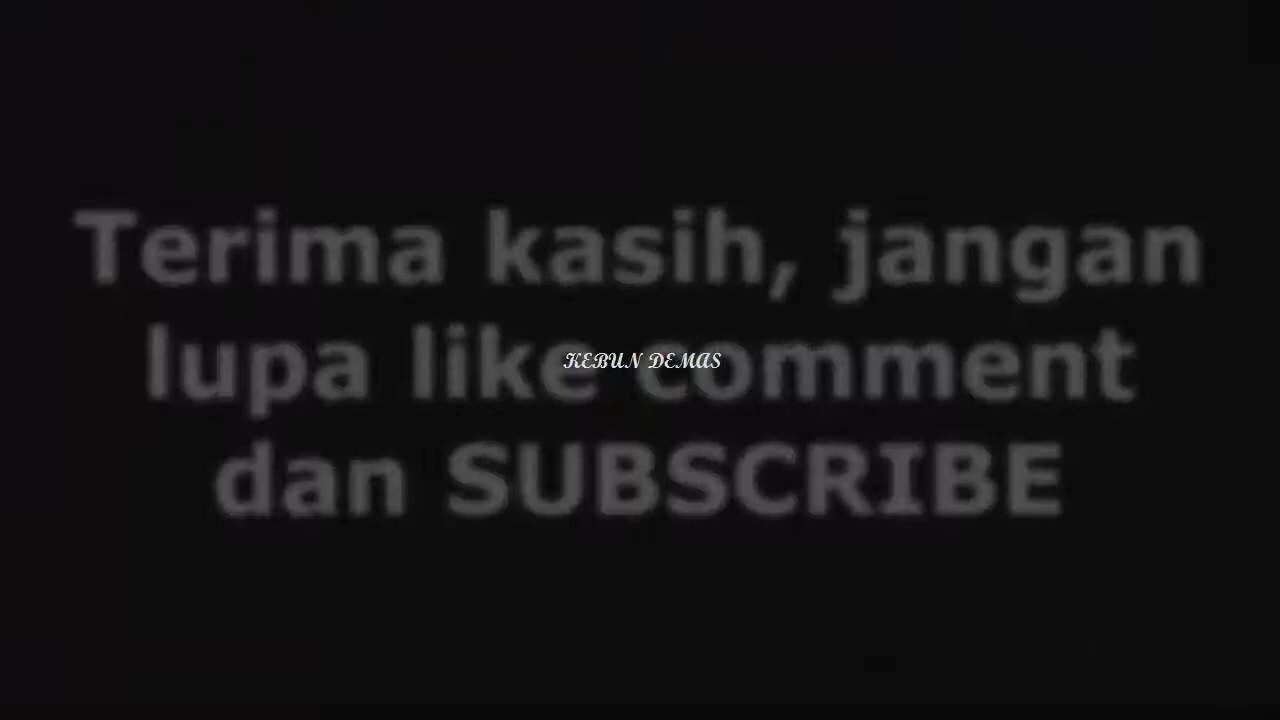 Terima kasih, jangan
lupa like comment
KEBUN DEMAS
dan SUBSCRIBE